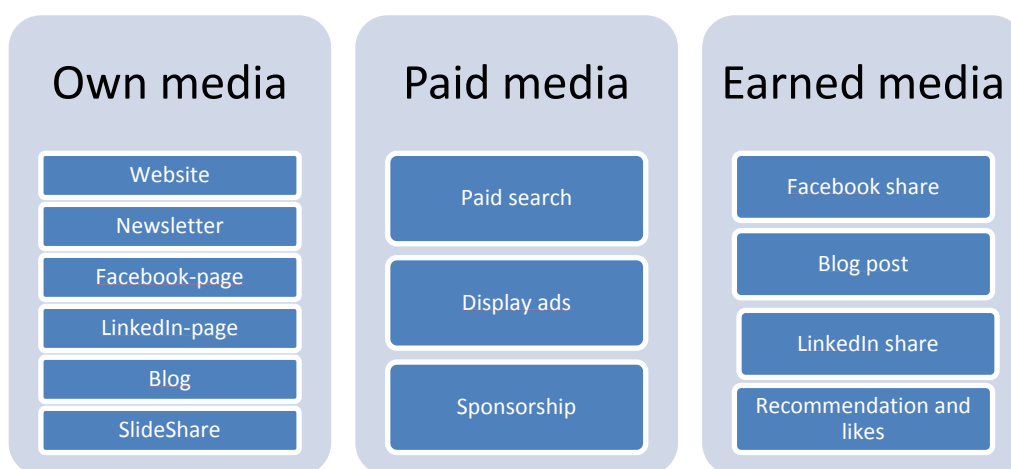 Own media
Website
Newsletter
Facebook-page
LinkedIn-page
Blog
SlideShare
Paid media
Paid search
Display ads
Sponsorship
Earned media
Facebook share
Blog post
LinkedIn share
Recommendation and
likes